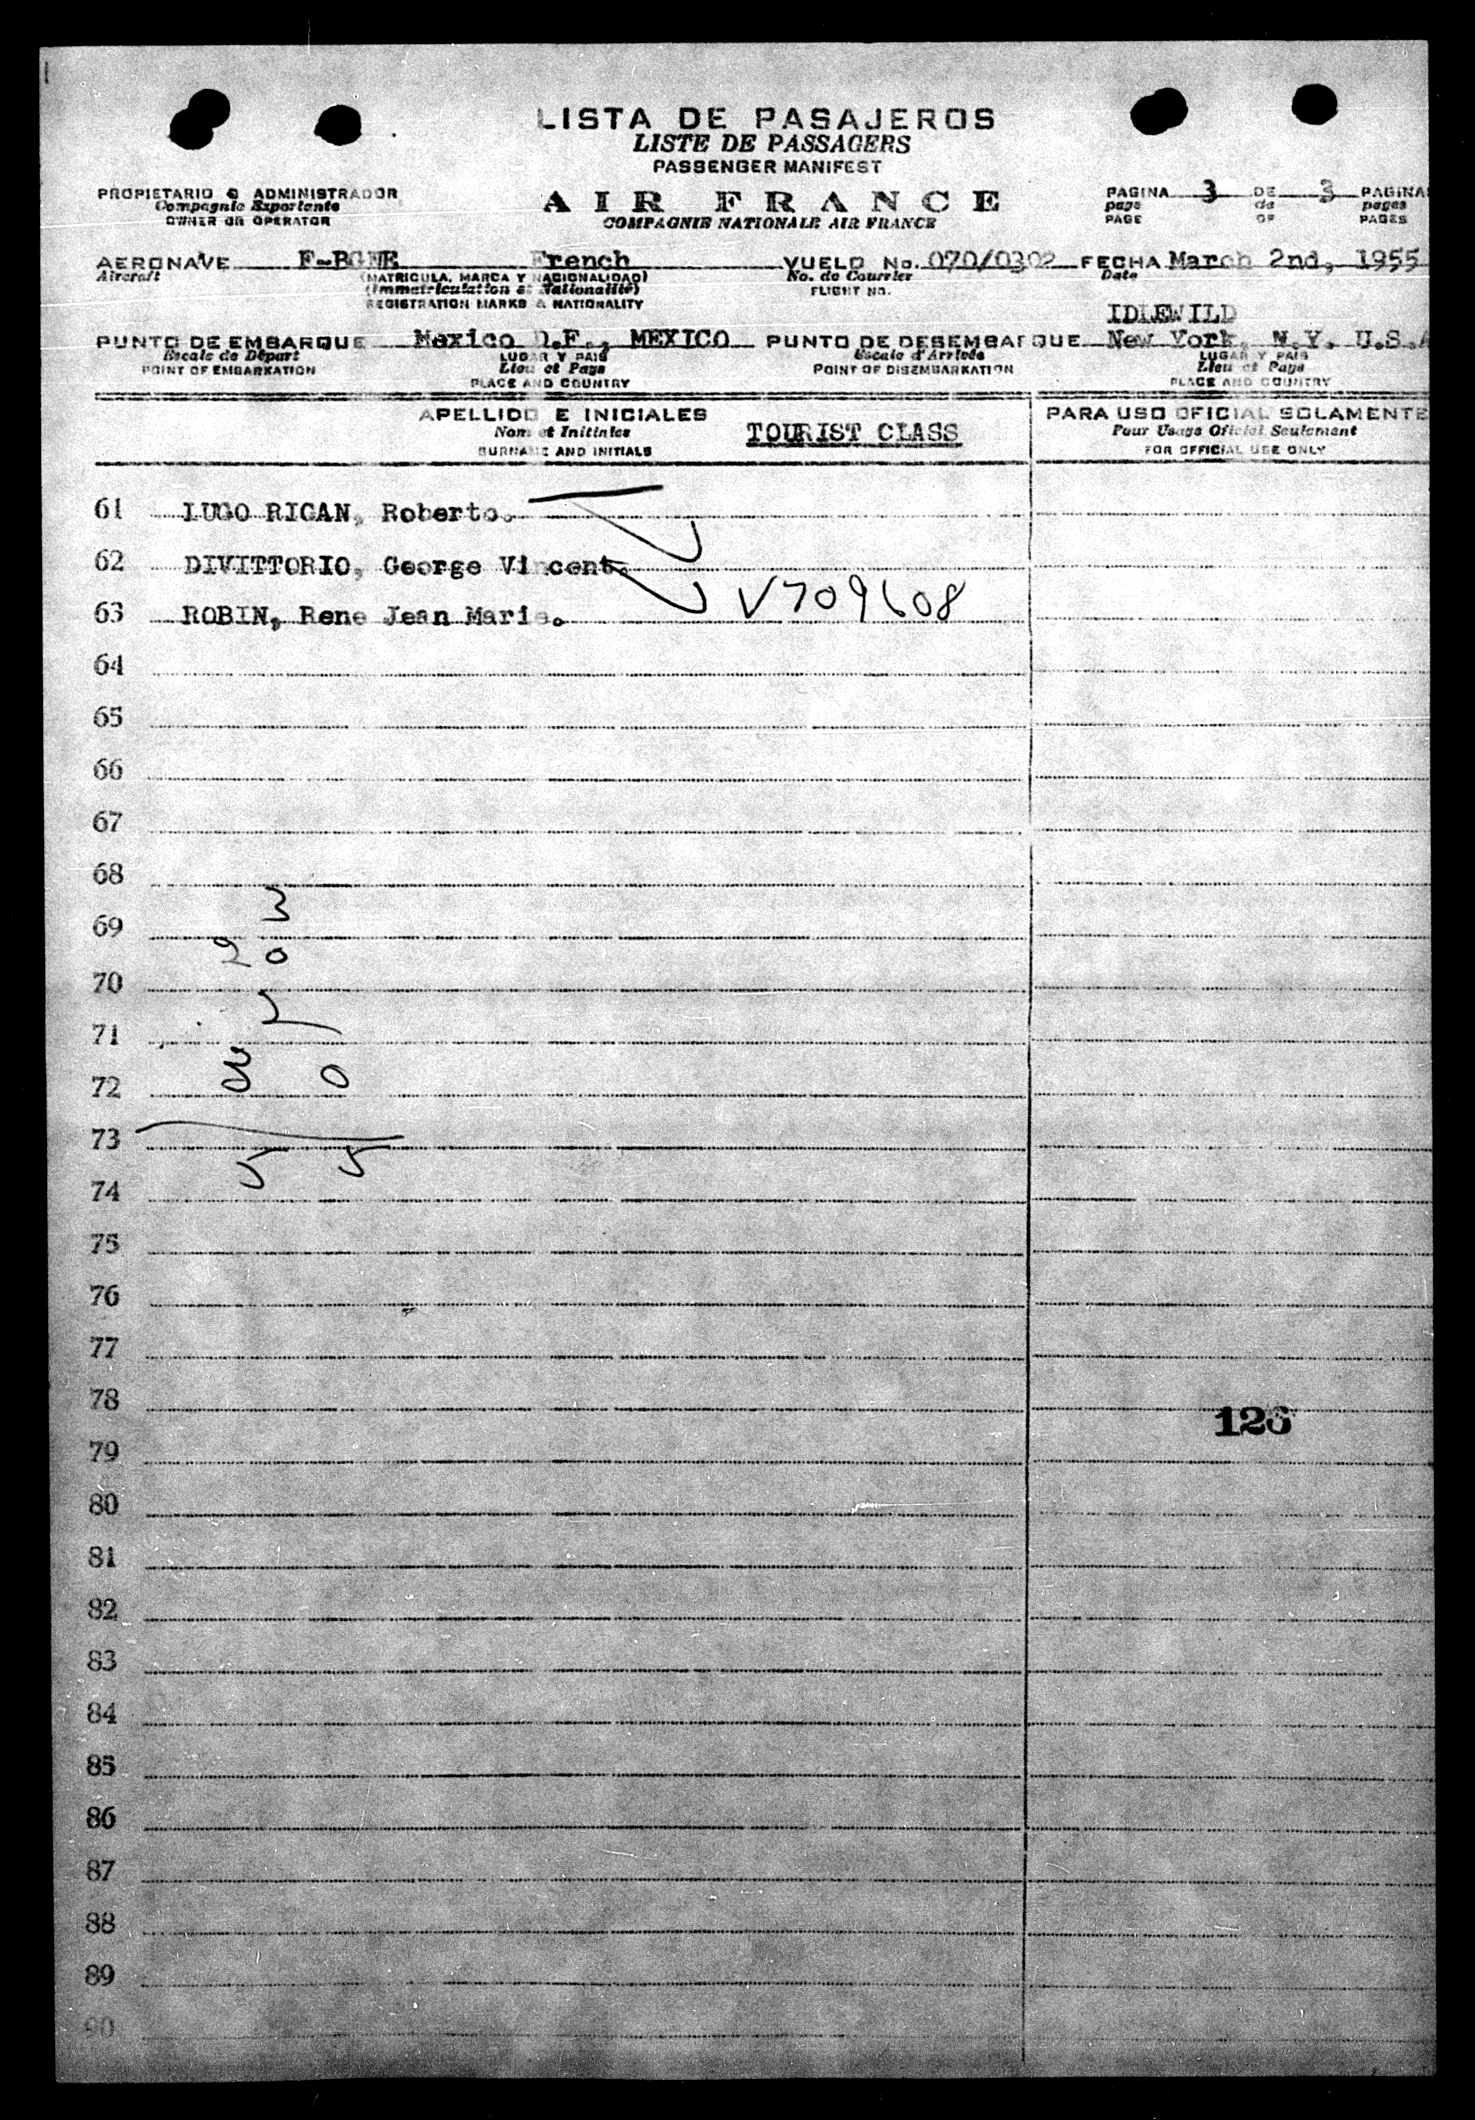 LISTA DE PASAJEROS
LISTE DE PASSAGERS
PASSENGER MANIFEST
PROPIETARIO O ADMINISTRADOR
Compagnie Exportante
OWNER OR OPERATOR
AIR FRANCE
COMPAGNIE NATIONALE AIR FRANCE
PAGINA 3 DE 3 PAGINA
page de pages
PAGE OF PAGES
AERONAVE French VUELO No. 070/0302 FECHA March 2nd, 1955
Aircraft (MATRICULA, MARCA Y NACIONALIDAD) No. de Courrier Date
(Immatriculation et Nationalité) FLIGHT NO.
REGISTRATION MARKS & NATIONALITY
IDLEWILD
PUNTO DE EMBARQUE Mexico D.F., MEXICO PUNTO DE DESEMBARQUE New York, N.Y. U.S.A
Escale de Départ LUGAR Y PAIS Escale d'Arrivée LUGAR Y PAIS
POINT OF EMBARKATION Lieu et Pays POINT OF DISEMBARKATION Lieu et Pays
PLACE AND COUNTRY PLACE AND COUNTRY
APELLIDO E INICIALES TOURIST CLASS PARA USO OFICIAL SOLAMENTE
Nom et Initiales Pour Usage Oficiel Seulement
SURNAME AND INITIALS FOR OFFICIAL USE ONLY
61 LUGO RICAN, Roberto.
62 DIVITTORIO, George Vincent.
63 ROBIN, Rene Jean Marie. V709608
64
65
66
67
68
69
70
71
72
73
74
75
76
77
78
126
79
80
81
82
83
84
85
86
87
88
89
90